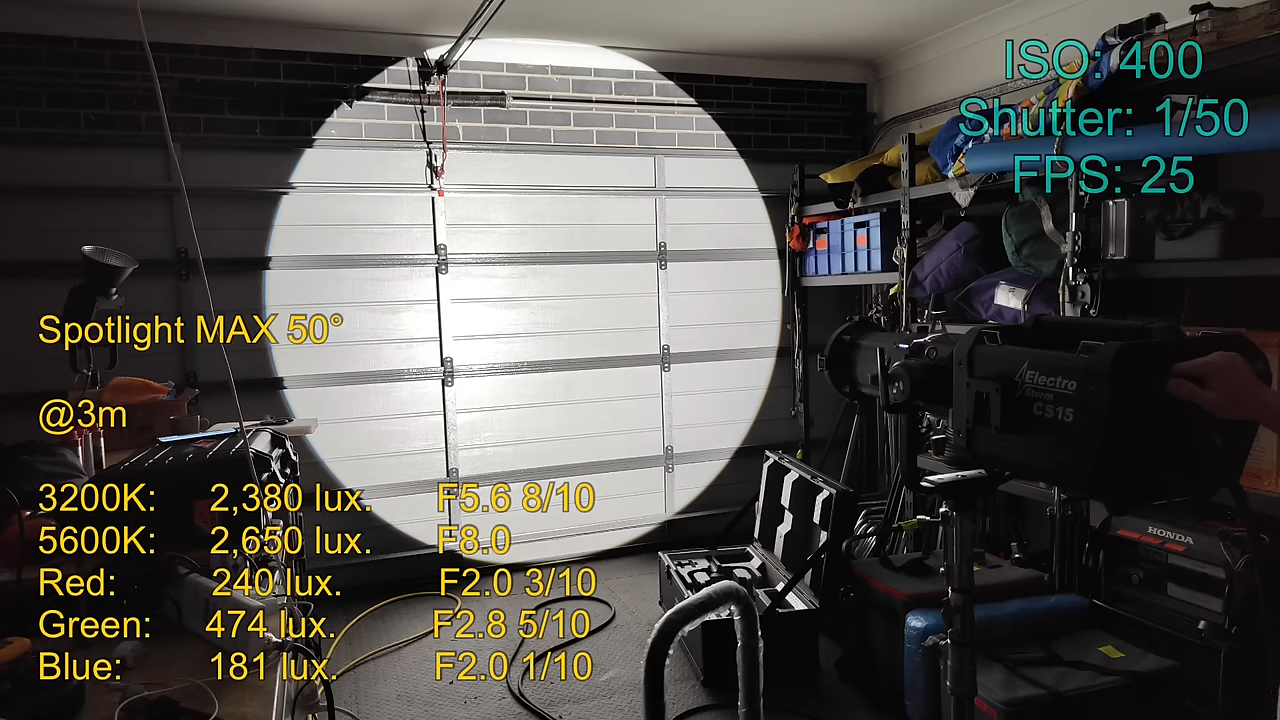 ISO: 400
Shutter: 1/50
FPS: 25
Spotlight MAX 50°
@3m
Electro
Storm
CS15
3200K: 2,380 lux. F5.6 8/10
5600K: 2,650 lux. F8.0
HONDA
Red: 240 lux. F2.0 3/10
Green: 474 lux. F2.8 5/10
Blue: 181 lux. F2.0 1/10